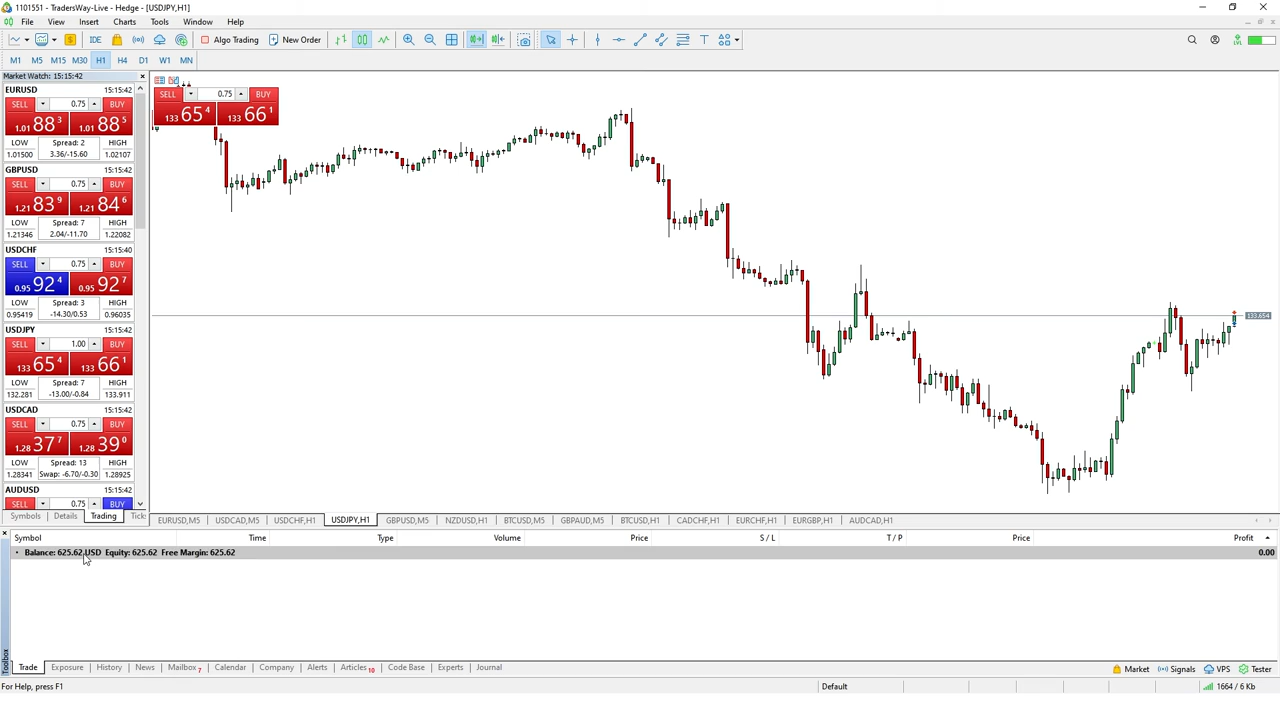 1101551 - TradersWay-Live - Hedge - [USDJPY,H1]
File View Insert Charts Tools Window Help
IDE Algo Trading New Order LVL
M1 M5 M15 M30 H1 H4 D1 W1 MN
Market Watch: 15:15:42
EURUSD 15:15:42
SELL 0.75 BUY
1.01 88 3 1.01 88 5
LOW Spread: 2 HIGH
1.01500 3.36/-15.60 1.02107
GBPUSD 15:15:42
SELL 0.75 BUY
1.21 83 9 1.21 84 6
LOW Spread: 7 HIGH
1.21346 2.04/-11.70 1.22082
USDCHF 15:15:40
SELL 0.75 BUY
0.95 92 4 0.95 92 7
LOW Spread: 3 HIGH
0.95419 -14.30/0.53 0.96035
USDJPY 15:15:42
SELL 1.00 BUY
133 65 4 133 66 1
LOW Spread: 7 HIGH
132.281 -13.00/-0.84 133.911
USDCAD 15:15:42
SELL 0.75 BUY
1.28 37 7 1.28 39 0
LOW Spread: 13 HIGH
1.28341 Swap: -6.70/-0.30 1.28925
AUDUSD 15:15:42
SELL 0.75 BUY
Symbols Details Trading Tick
SELL 0.75 BUY
133 65 4 133 66 1
133.654
EURUSD,M5 USDCAD,M5 USDCHF,H1 USDJPY,H1 GBPUSD,M5 NZDUSD,H1 BTCUSD,M5 GBPAUD,M5 BTCUSD,H1 CADCHF,H1 EURCHF,H1 EURGBP,H1 AUDCAD,H1
Symbol Time Type Volume Price S / L T / P Price Profit
Balance: 625.62 USD Equity: 625.62 Free Margin: 625.62 0.00
Toolbox
Trade Exposure History News Mailbox 7 Calendar Company Alerts Articles 10 Code Base Experts Journal Market Signals VPS Tester
For Help, press F1 Default 1664 / 6 Kb